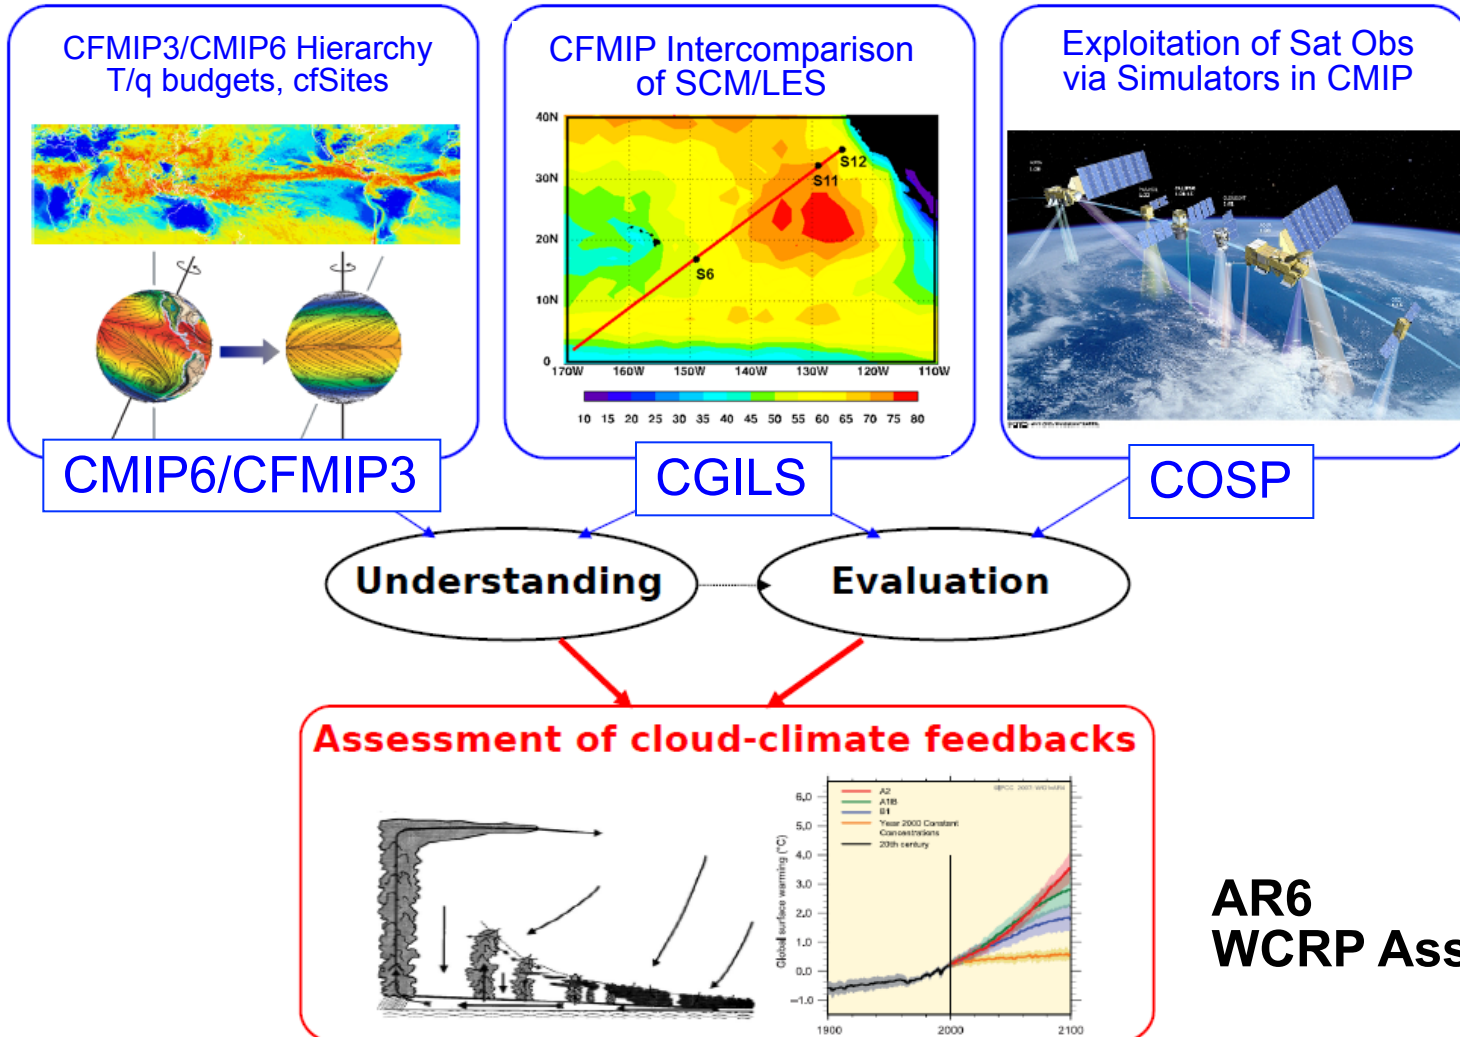 CFMIP3/CMIP6 Hierarchy
T/q budgets, cfSites
CFMIP Intercomparison
of SCM/LES
Exploitation of Sat Obs
via Simulators in CMIP
40N
30N
20N
10N
0
170W 160W 150W 140W 130W 120W 110W
S12
S11
S6
10 15 20 25 30 35 40 45 50 55 60 65 70 75 80
CMIP6/CFMIP3
CGILS
COSP
Understanding
Evaluation
Assessment of cloud-climate feedbacks
Global surface warming (°C)
6.0
5.0
4.0
3.0
2.0
1.0
0.0
−1.0
A2
A1B
B1
Year 2000 Constant
Concentrations
20th century
1900 2000 2100
AR6
WCRP Ass